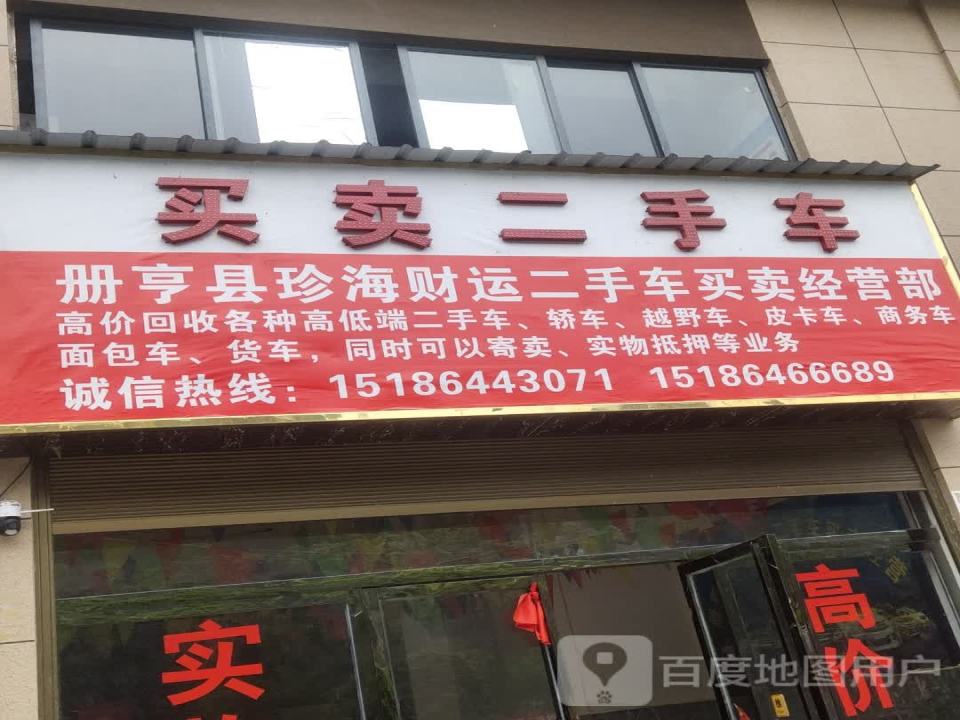 买卖二手车
册亨县珍海财运二手车买卖经营部
高价回收各种高低端二手车、轿车、越野车、皮卡车、商务车
面包车、货车，同时可以寄卖、实物抵押等业务
诚信热线：15186443071 15186466689
实
高价
百度地图用户